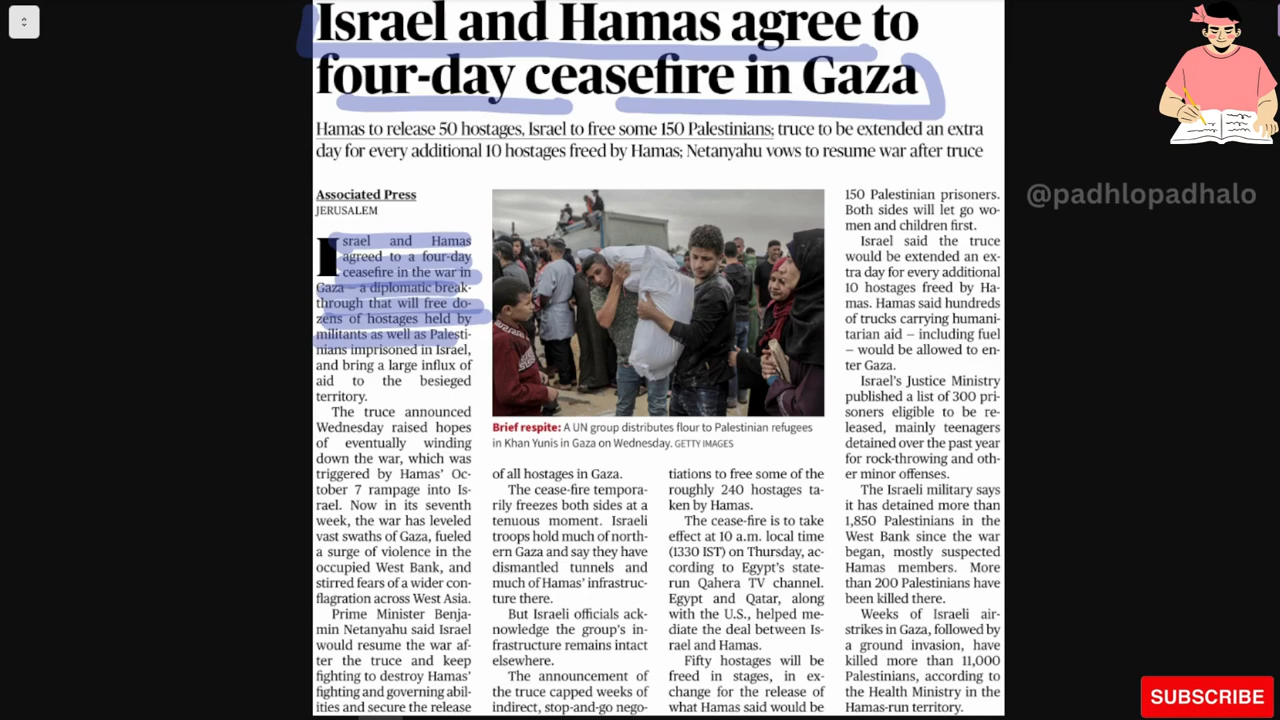 Israel and Hamas agree to
four-day ceasefire in Gaza
Hamas to release 50 hostages, Israel to free some 150 Palestinians; truce to be extended an extra
day for every additional 10 hostages freed by Hamas; Netanyahu vows to resume war after truce
Associated Press
JERUSALEM
Israel and Hamas
agreed to a four-day
ceasefire in the war in
Gaza – a diplomatic break-
through that will free do-
zens of hostages held by
militants as well as Palesti-
nians imprisoned in Israel,
and bring a large influx of
aid to the besieged
territory.
The truce announced
Wednesday raised hopes
of eventually winding
down the war, which was
triggered by Hamas' Oc-
tober 7 rampage into Is-
rael. Now in its seventh
week, the war has leveled
vast swaths of Gaza, fueled
a surge of violence in the
occupied West Bank, and
stirred fears of a wider con-
flagration across West Asia.
Prime Minister Benja-
min Netanyahu said Israel
would resume the war af-
ter the truce and keep
fighting to destroy Hamas'
fighting and governing abil-
ities and secure the release
Brief respite: A UN group distributes flour to Palestinian refugees
in Khan Yunis in Gaza on Wednesday. GETTY IMAGES
of all hostages in Gaza.
The cease-fire tempora-
rily freezes both sides at a
tenuous moment. Israeli
troops hold much of north-
ern Gaza and say they have
dismantled tunnels and
much of Hamas' infrastruc-
ture there.
But Israeli officials ack-
nowledge the group's in-
frastructure remains intact
elsewhere.
The announcement of
the truce capped weeks of
indirect, stop-and-go nego-
tiations to free some of the
roughly 240 hostages ta-
ken by Hamas.
The cease-fire is to take
effect at 10 a.m. local time
(1330 IST) on Thursday, ac-
cording to Egypt's state-
run Qahera TV channel.
Egypt and Qatar, along
with the U.S., helped me-
diate the deal between Is-
rael and Hamas.
Fifty hostages will be
freed in stages, in ex-
change for the release of
what Hamas said would be
150 Palestinian prisoners.
Both sides will let go wo-
men and children first.
Israel said the truce
would be extended an ex-
tra day for every additional
10 hostages freed by Ha-
mas. Hamas said hundreds
of trucks carrying humani-
tarian aid – including fuel
– would be allowed to en-
ter Gaza.
Israel's Justice Ministry
published a list of 300 pri-
soners eligible to be re-
leased, mainly teenagers
detained over the past year
for rock-throwing and oth-
er minor offenses.
The Israeli military says
it has detained more than
1,850 Palestinians in the
West Bank since the war
began, mostly suspected
Hamas members. More
than 200 Palestinians have
been killed there.
Weeks of Israeli air-
strikes in Gaza, followed by
a ground invasion, have
killed more than 11,000
Palestinians, according to
the Health Ministry in the
Hamas-run territory.
@padhlopadhalo
SUBSCRIBE